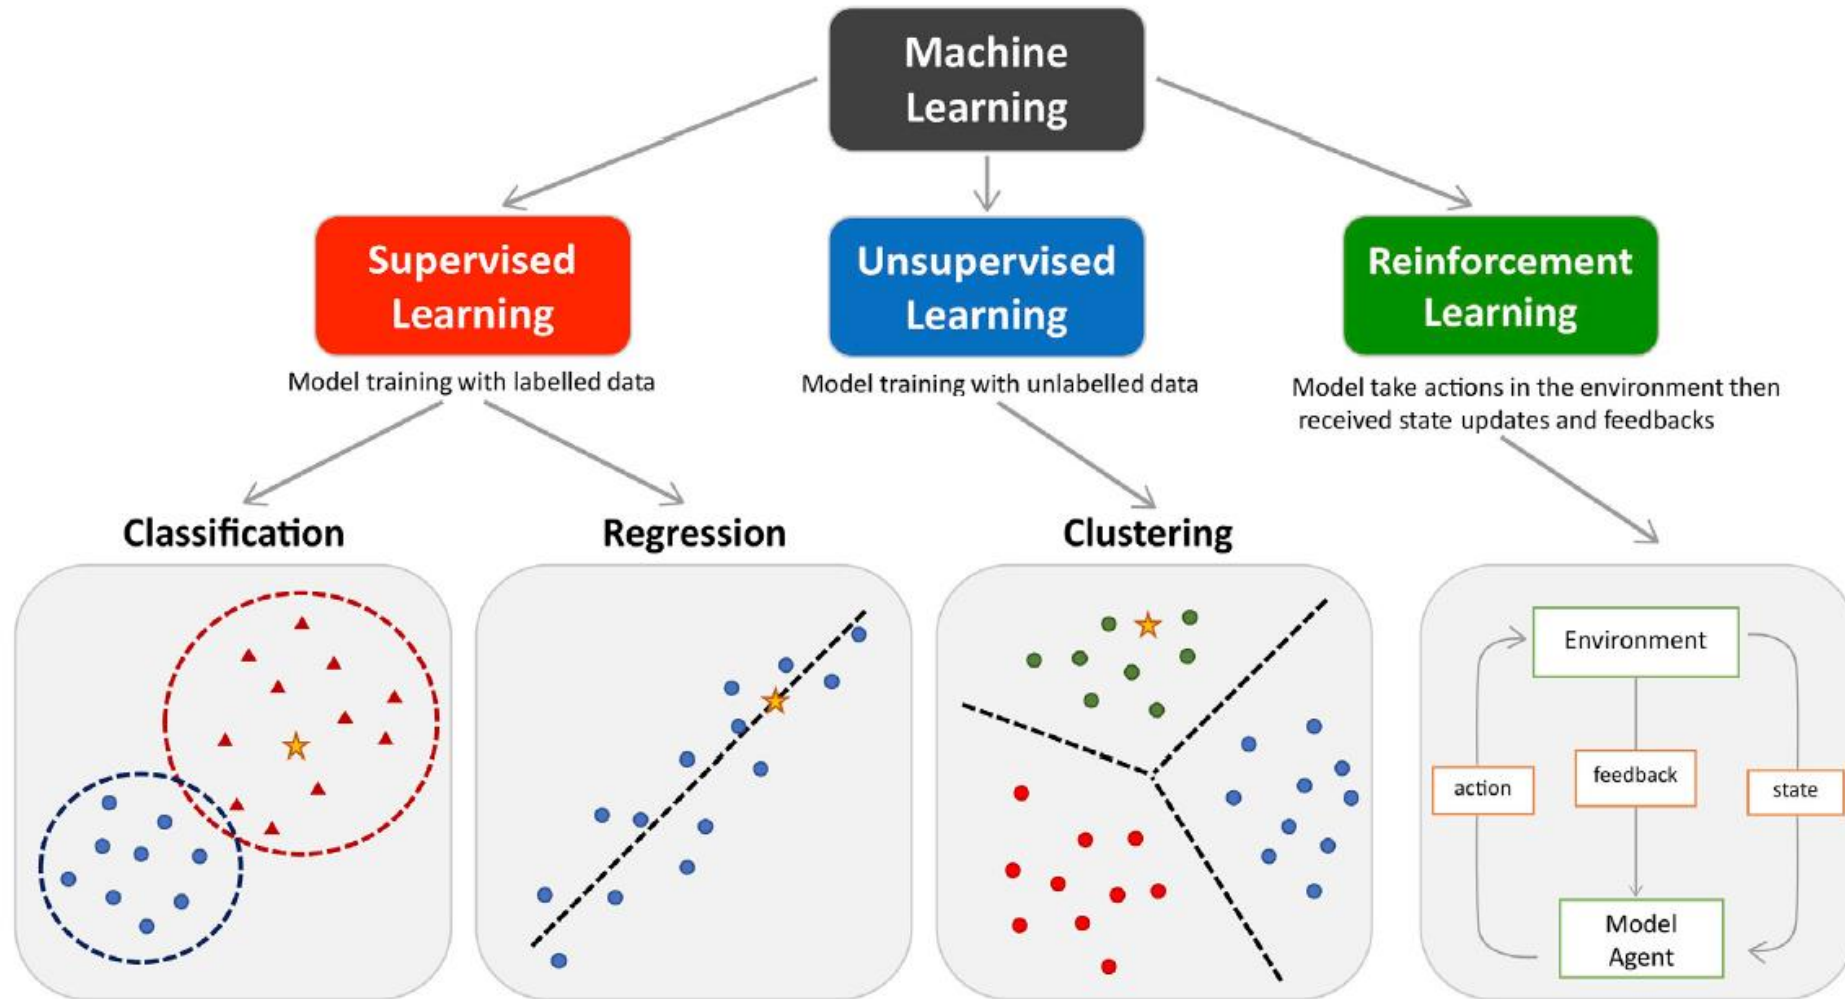 Machine
Learning
Supervised
Learning
Unsupervised
Learning
Reinforcement
Learning
Model training with labelled data
Model training with unlabelled data
Model take actions in the environment then
received state updates and feedbacks
Classification
Regression
Clustering
Environment
action
feedback
state
Model
Agent